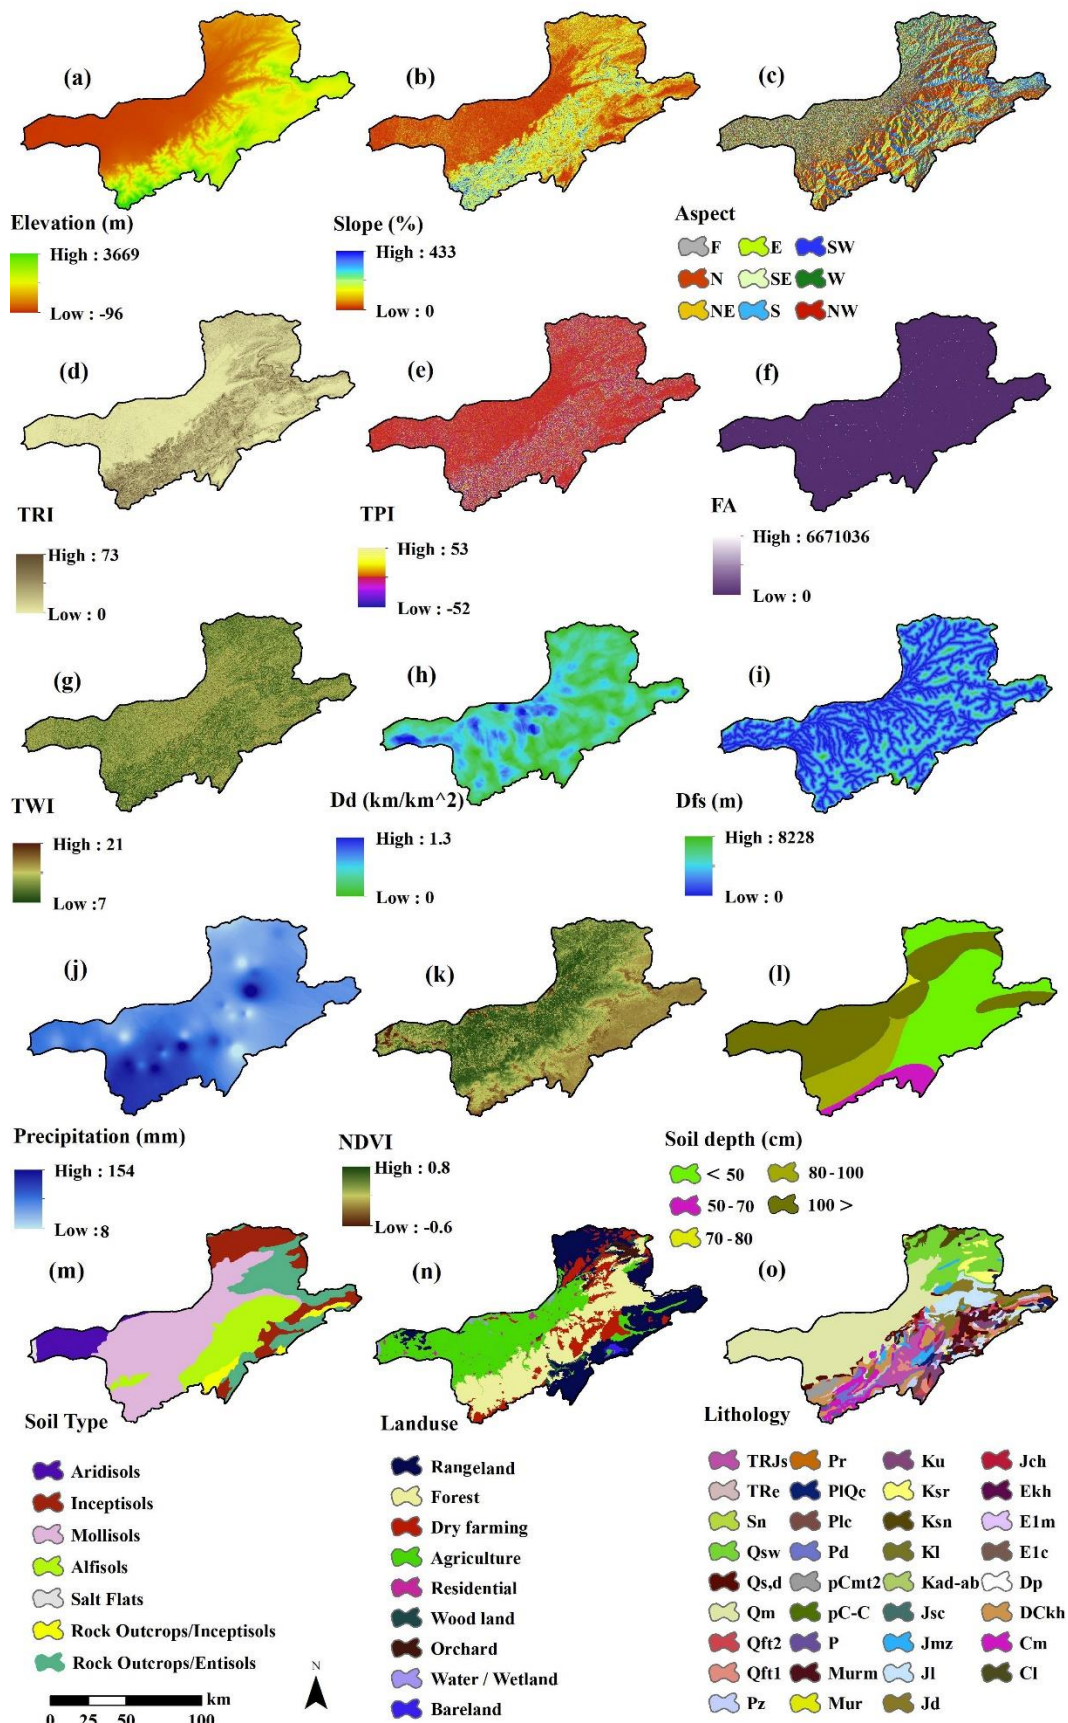 (a)
(b)
(c)
Elevation (m)
High : 3669
Low : -96
Slope (%)
High : 433
Low : 0
Aspect
F
E
SW
N
SE
W
NE
S
NW
(d)
(e)
(f)
TRI
High : 73
Low : 0
TPI
High : 53
Low : -52
FA
High : 6671036
Low : 0
(g)
(h)
(i)
TWI
High : 21
Low :7
Dd (km/km^2)
High : 1.3
Low : 0
Dfs (m)
High : 8228
Low : 0
(j)
(k)
(l)
Precipitation (mm)
High : 154
Low :8
NDVI
High : 0.8
Low : -0.6
Soil depth (cm)
< 50
80-100
50-70
100 >
70-80
(m)
(n)
(o)
Soil Type
Aridisols
Inceptisols
Mollisols
Alfisols
Salt Flats
Rock Outcrops/Inceptisols
Rock Outcrops/Entisols
Landuse
Rangeland
Forest
Dry farming
Agriculture
Residential
Wood land
Orchard
Water / Wetland
Bareland
Lithology
TRJs
Pr
Ku
Jch
TRe
PlQc
Ksr
Ekh
Sn
Plc
Ksn
E1m
Qsw
Pd
Kl
E1c
Qs,d
pCmt2
Kad-ab
Dp
Qm
pC-C
Jsc
DCkh
Qft2
P
Jmz
Cm
Qft1
Murm
Jl
Cl
Pz
Mur
Jd
N
km
0 25 50 100